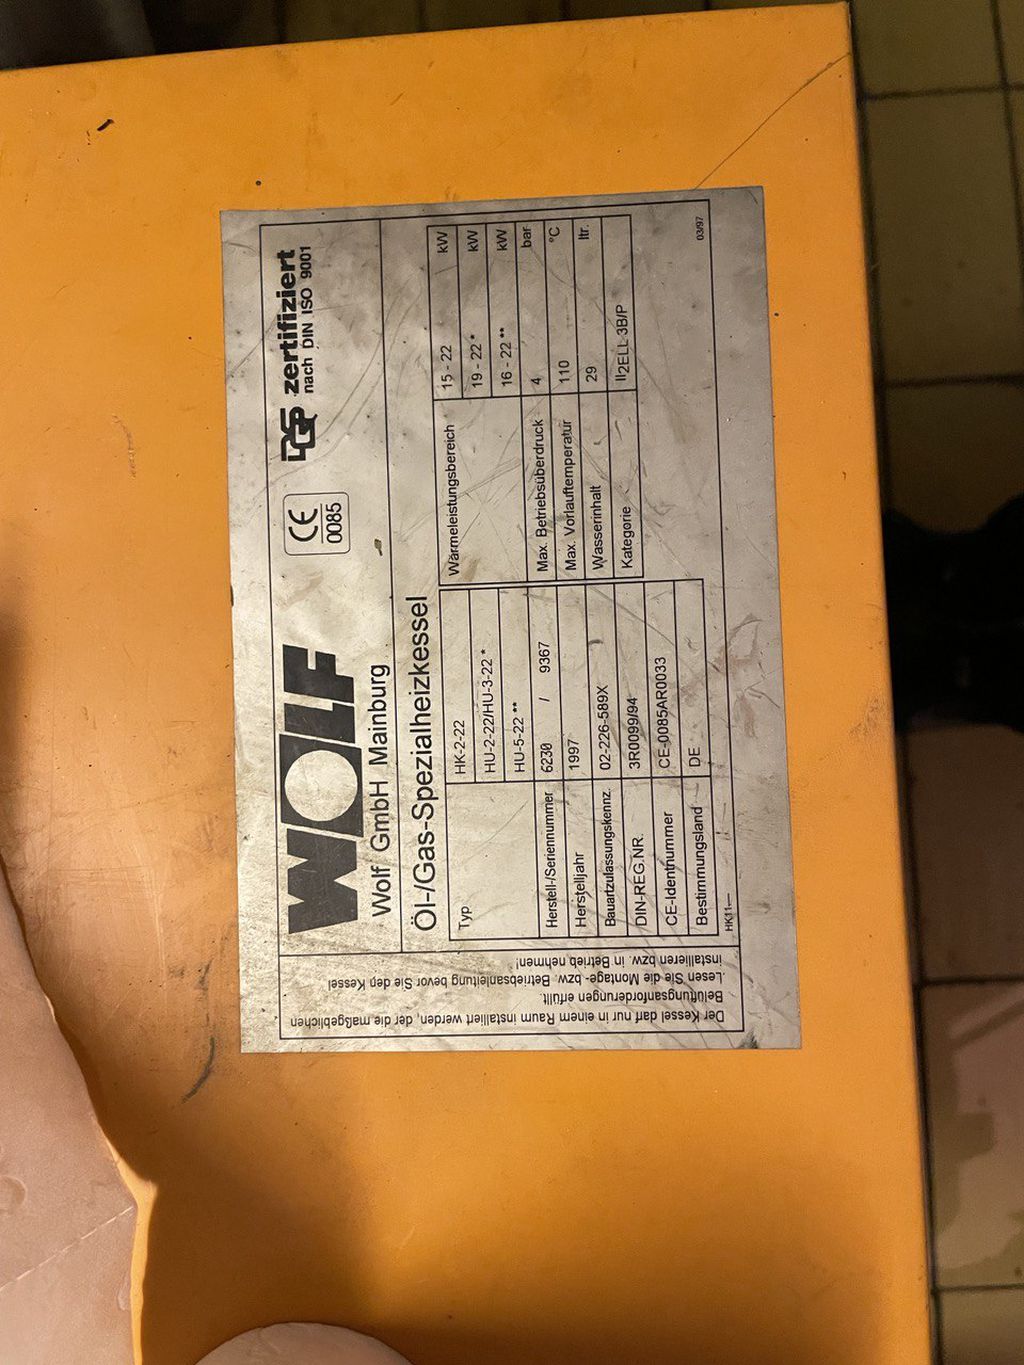 WOLF
Wolf GmbH Mainburg
CE
0085
DQS zertifiziert
nach DIN ISO 9001
Öl-/Gas-Spezialheizkessel
Typ HK-2-22
HU-2-22/HU-3-22 *
HU-5-22 **
Herstell-/Seriennummer 6230 / 9367
Herstelljahr 1997
Bauartzulassungskennz. 02-226-589X
DIN-REG.NR. 3R0099/94
CE-Identnummer CE-0085AR0033
Bestimmungsland DE
Wärmeleistungsbereich 15 - 22 kW
19 - 22 * kW
16 - 22 ** kW
Max. Betriebsüberdruck 4 bar
Max. Vorlauftemperatur 110 °C
Wasserinhalt 29 ltr.
Kategorie II2ELL 3B/P
HK11
03/97
Der Kessel darf nur in einem Raum installiert werden, der die maßgeblichen
Belüftungsanforderungen erfüllt
.Lesen Sie die Montage- bzw. Betriebsanleitung bevor Sie den Kessel
installieren bzw. in Betrieb nehmen!